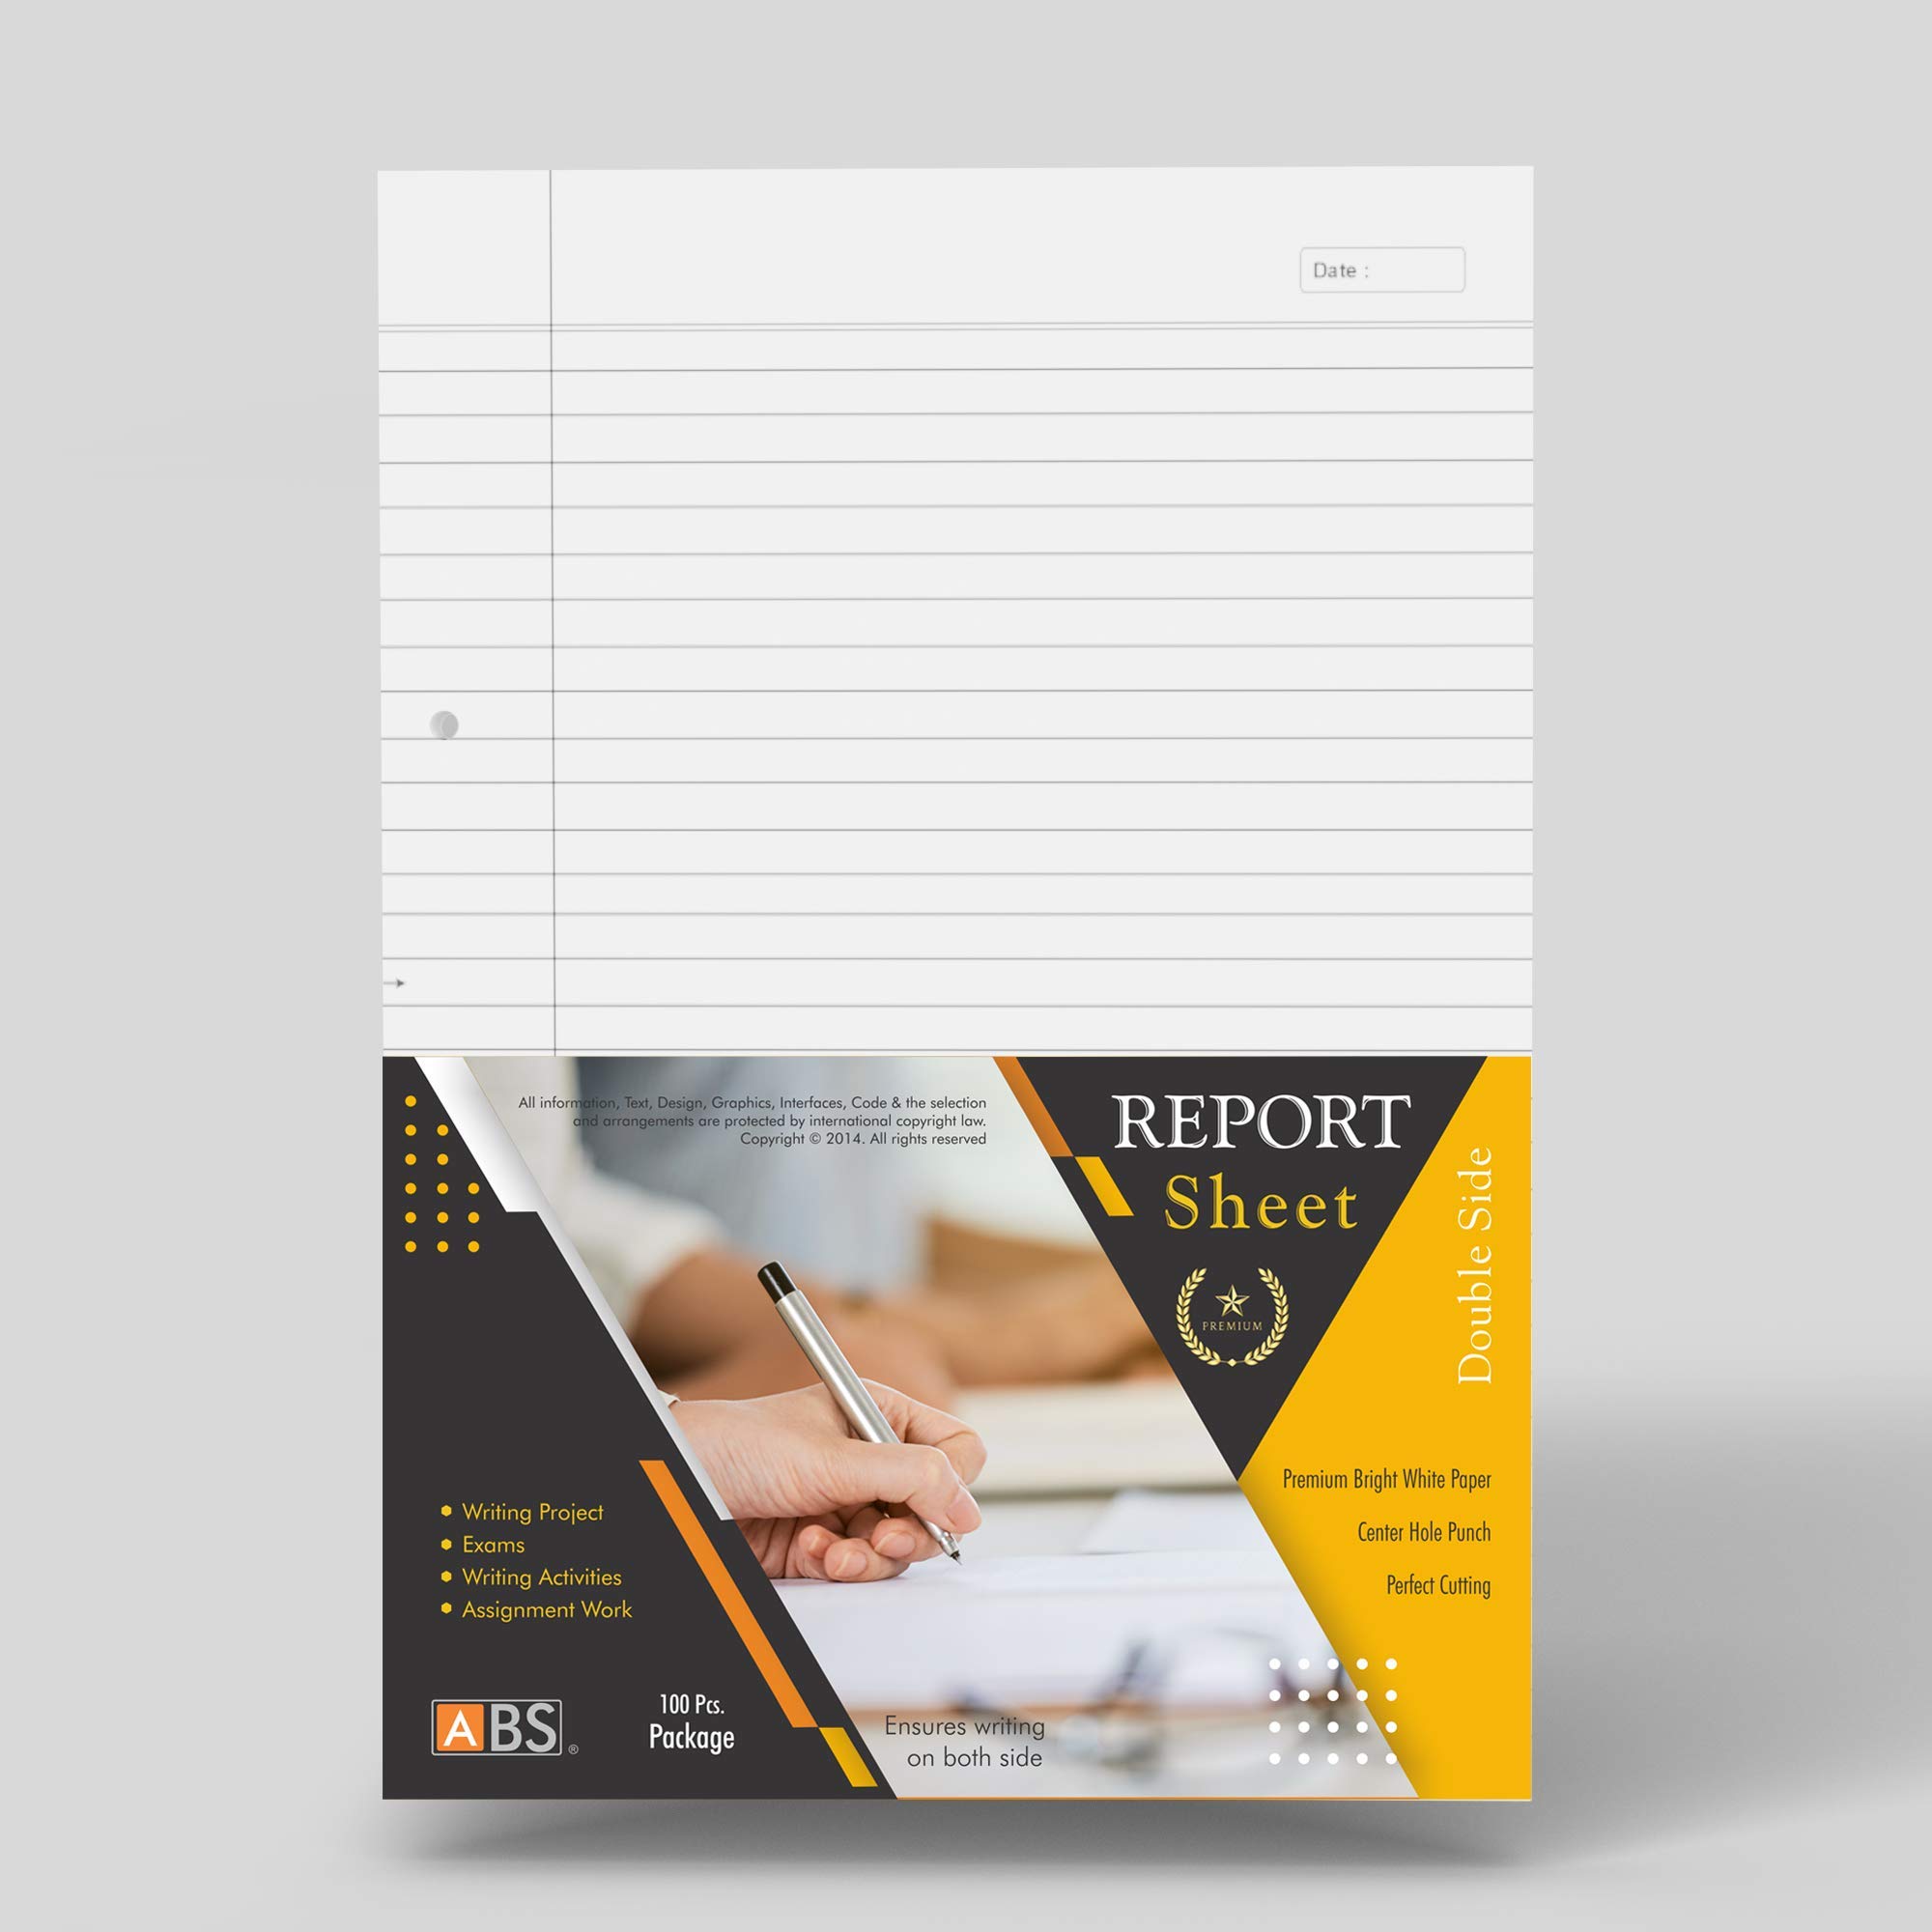 Date :
All information, Text, Design, Graphics, Interfaces, Code & the selection
and arrangements are protected by international copyright law.
Copyright © 2014. All rights reserved
REPORT
Sheet
PREMIUM
Double Side
Premium Bright White Paper
Center Hole Punch
Perfect Cutting
Writing Project
Exams
Writing Activities
Assignment Work
ABS®
100 Pcs.
Package
Ensures writing
on both side